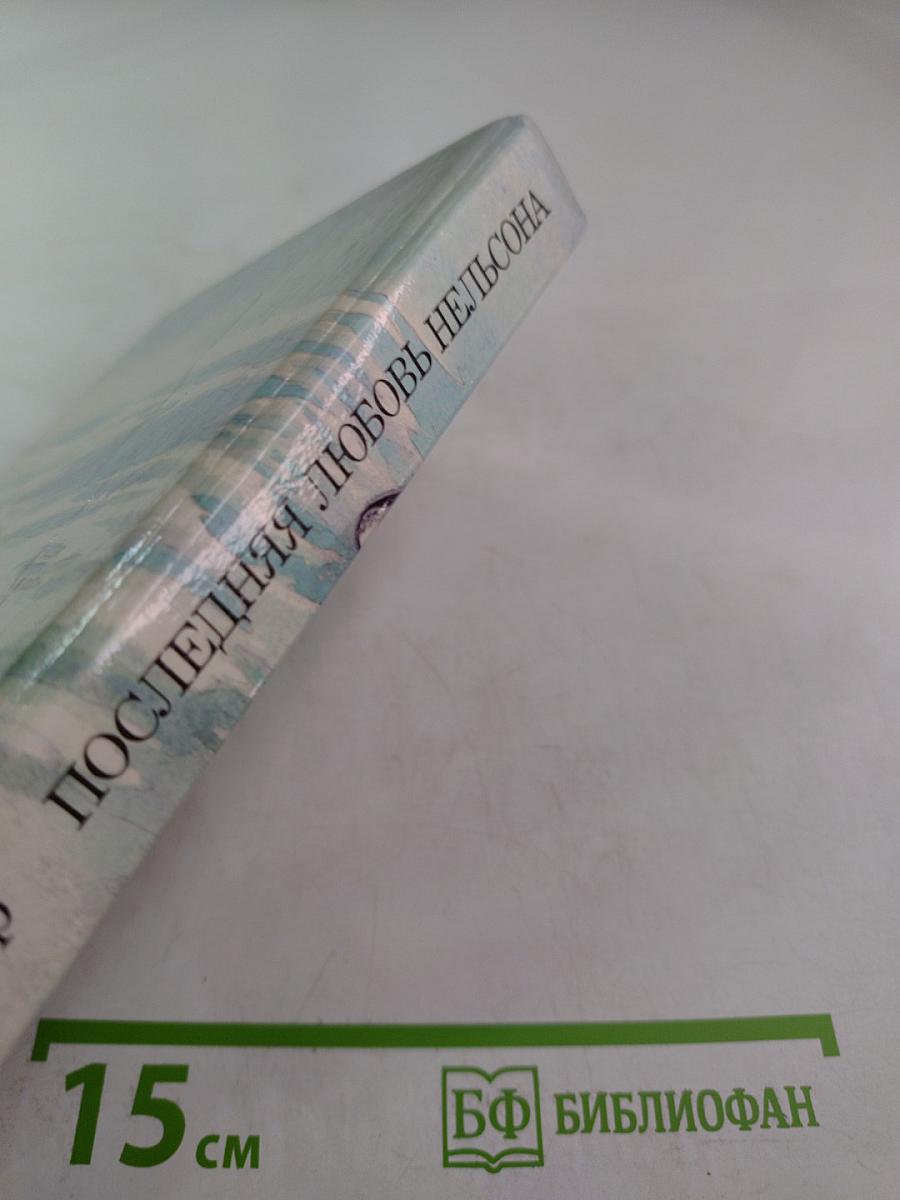 ПОСЛЕДНЯЯ ЛЮБОВЬ НЕЛЬСОНА
15 см
БФ БИБЛИОФАН